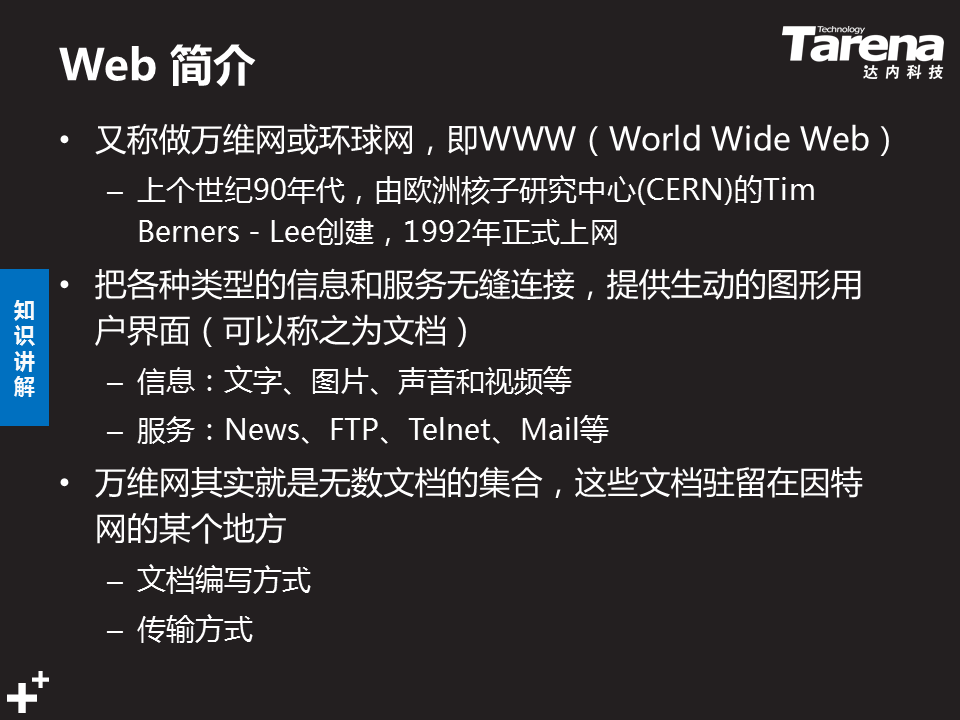 Web 简介
Technology
Tarena
达内科技
• 又称做万维网或环球网，即WWW（World Wide Web）
– 上个世纪90年代，由欧洲核子研究中心(CERN)的Tim
Berners - Lee创建，1992年正式上网
• 把各种类型的信息和服务无缝连接，提供生动的图形用
户界面（可以称之为文档）
– 信息：文字、图片、声音和视频等
– 服务：News、FTP、Telnet、Mail等
• 万维网其实就是无数文档的集合，这些文档驻留在因特
网的某个地方
– 文档编写方式
– 传输方式
知识讲解